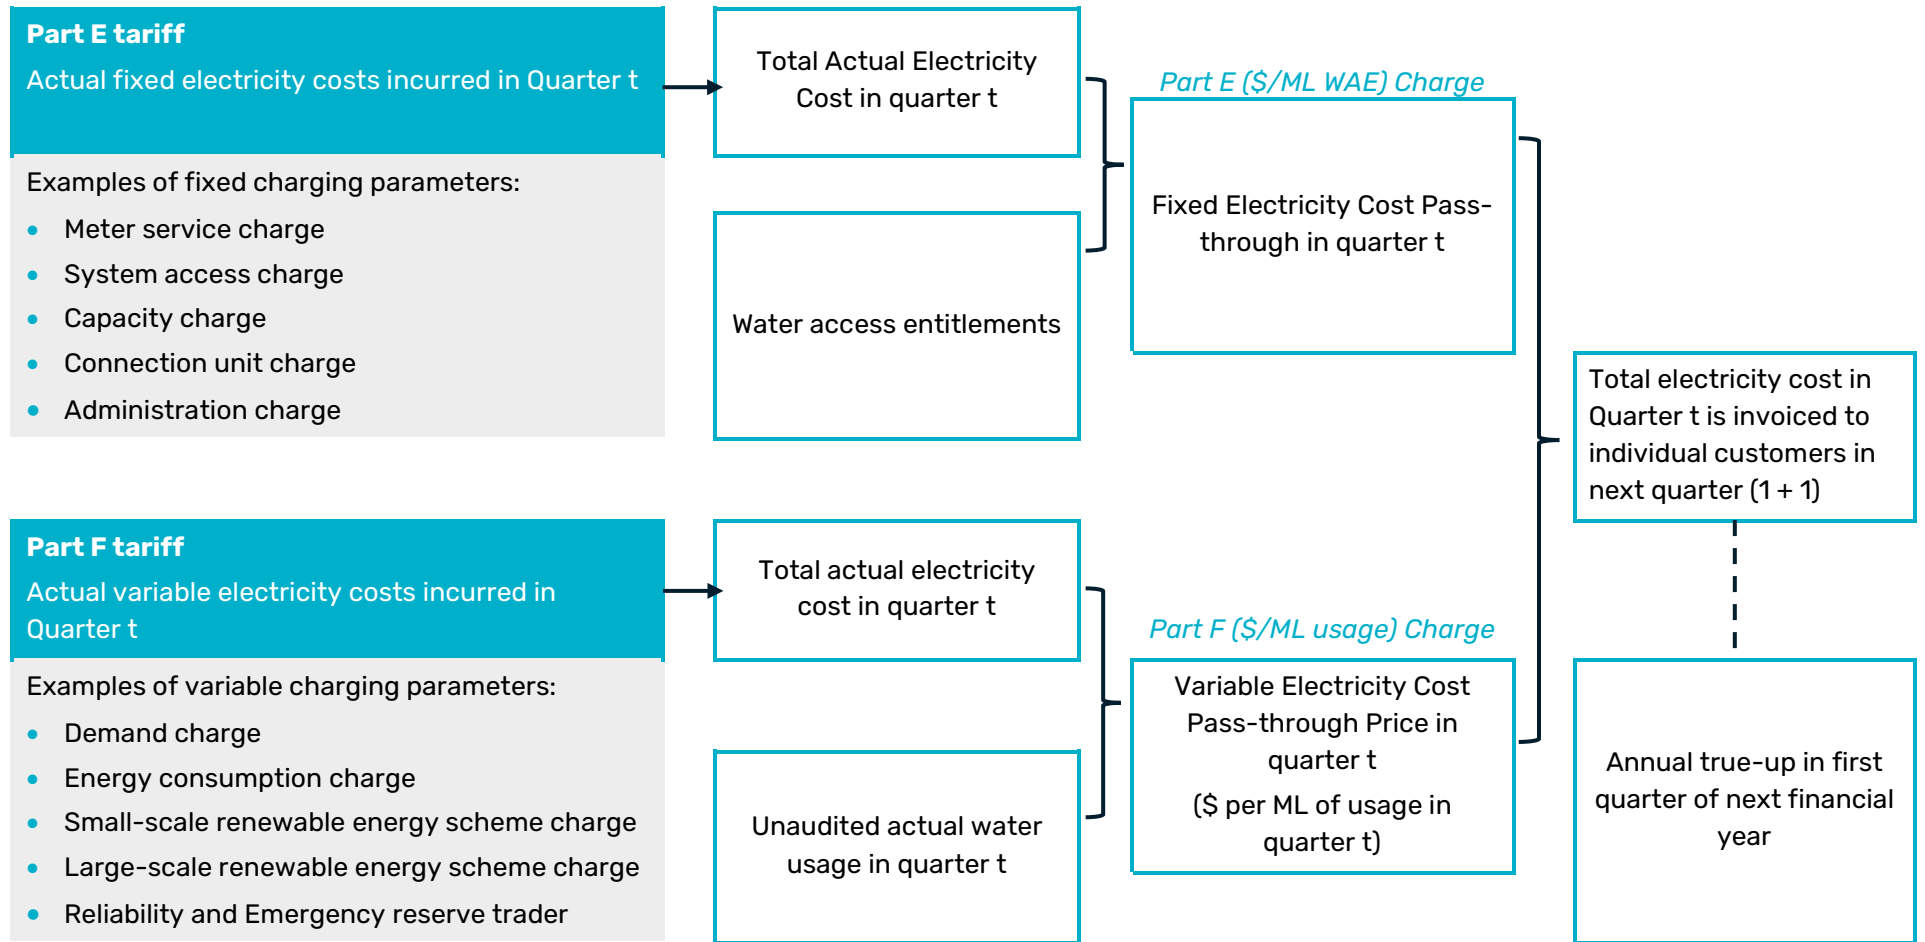 Part E tariff
Actual fixed electricity costs incurred in Quarter t
Examples of fixed charging parameters:
• Meter service charge
• System access charge
• Capacity charge
• Connection unit charge
• Administration charge
Total Actual Electricity
Cost in quarter t
Water access entitlements
Part E ($/ML WAE) Charge
Fixed Electricity Cost Pass-
through in quarter t
Part F tariff
Actual variable electricity costs incurred in
Quarter t
Examples of variable charging parameters:
• Demand charge
• Energy consumption charge
• Small-scale renewable energy scheme charge
• Large-scale renewable energy scheme charge
• Reliability and Emergency reserve trader
Total actual electricity
cost in quarter t
Unaudited actual water
usage in quarter t
Part F ($/ML usage) Charge
Variable Electricity Cost
Pass-through Price in
quarter t
($ per ML of usage in
quarter t)
Total electricity cost in
Quarter t is invoiced to
individual customers in
next quarter (1 + 1)
Annual true-up in first
quarter of next financial
year